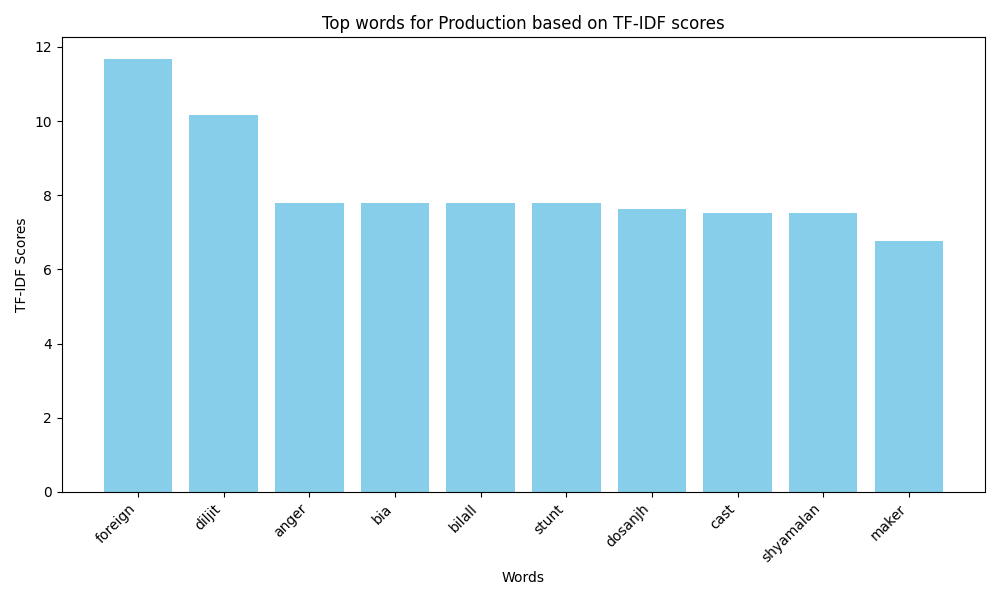 Top words for Production based on TF-IDF scores
12
10
8
6
4
2
0
TF-IDF Scores
foreign
diljit
anger
bia
bilall
stunt
dosanjh
cast
shyamalan
maker
Words